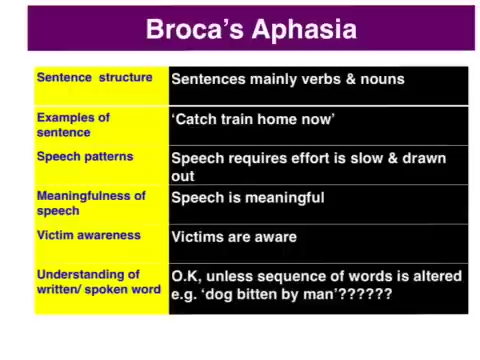 Broca's Aphasia
Sentence structure
Sentences mainly verbs & nouns
Examples of
sentence
‘Catch train home now’
Speech patterns
Speech requires effort is slow & drawn
out
Meaningfulness of
speech
Speech is meaningful
Victim awareness
Victims are aware
Understanding of
written/ spoken word
O.K, unless sequence of words is altered
e.g. ‘dog bitten by man’??????